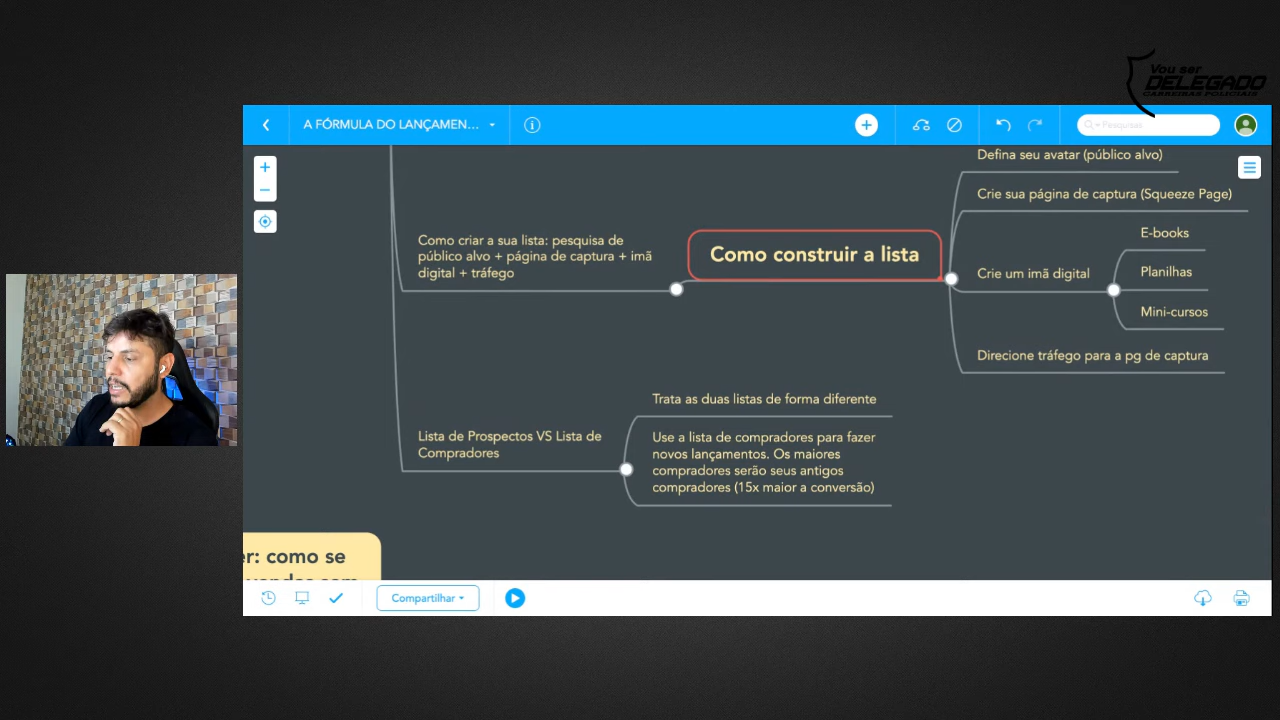 Vou ser
DELEGADO
CARREIRAS POLICIAIS
A FÓRMULA DO LANÇAMEN...
Pesquisas
Defina seu avatar (público alvo)
Crie sua página de captura (Squeeze Page)
E-books
Como criar a sua lista: pesquisa de
público alvo + página de captura + imã
digital + tráfego
Como construir a lista
Crie um imã digital
Planilhas
Mini-cursos
Direcione tráfego para a pg de captura
Trata as duas listas de forma diferente
Lista de Prospectos VS Lista de
Compradores
Use a lista de compradores para fazer
novos lançamentos. Os maiores
compradores serão seus antigos
compradores (15x maior a conversão)
er: como se
Compartilhar